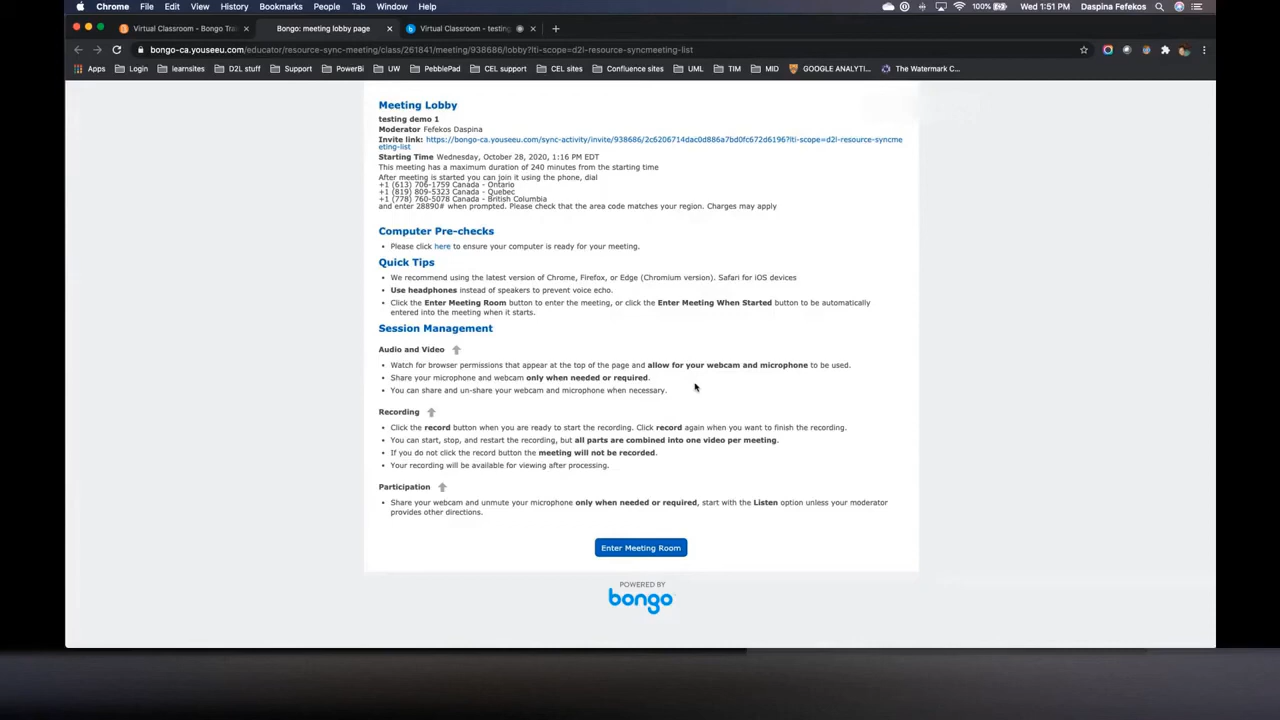 Chrome File Edit View History Bookmarks People Tab Window Help 100% Wed 1:51 PM Daspina Fefekos
Virtual Classroom - Bongo Tra Bongo: meeting lobby page Virtual Classroom - testing
bongo-ca.youseeu.com/educator/resource-sync-meeting/class/261841/meeting/938686/lobby?lti-scope=d2l-resource-syncmeeting-list
Apps Login learnsites D2L stuff Support PowerBi UW PebblePad CEL support CEL sites Confluence sites UML TIM MID GOOGLE ANALYTI... The Watermark C...
Meeting Lobby
testing demo 1
Moderator Fefekos Daspina
Invite link: https://bongo-ca.youseeu.com/sync-activity/invite/938686/2c6206714dac0d886a7bd0fc672d6196?lti-scope=d2l-resource-syncme
eting-list
Starting Time Wednesday, October 28, 2020, 1:16 PM EDT
This meeting has a maximum duration of 240 minutes from the starting time
After meeting is started you can join it using the phone, dial
+1 (613) 706-1759 Canada - Ontario
+1 (819) 809-5323 Canada - Quebec
+1 (778) 760-5078 Canada - British Columbia
and enter 28890# when prompted. Please check that the area code matches your region. Charges may apply
Computer Pre-checks
• Please click here to ensure your computer is ready for your meeting.
Quick Tips
• We recommend using the latest version of Chrome, Firefox, or Edge (Chromium version). Safari for iOS devices
• Use headphones instead of speakers to prevent voice echo.
• Click the Enter Meeting Room button to enter the meeting, or click the Enter Meeting When Started button to be automatically
entered into the meeting when it starts.
Session Management
Audio and Video
• Watch for browser permissions that appear at the top of the page and allow for your webcam and microphone to be used.
• Share your microphone and webcam only when needed or required.
• You can share and un-share your webcam and microphone when necessary.
Recording
• Click the record button when you are ready to start the recording. Click record again when you want to finish the recording.
• You can start, stop, and restart the recording, but all parts are combined into one video per meeting.
• If you do not click the record button the meeting will not be recorded.
• Your recording will be available for viewing after processing.
Participation
• Share your webcam and unmute your microphone only when needed or required, start with the Listen option unless your moderator
provides other directions.
Enter Meeting Room
POWERED BY
bongo